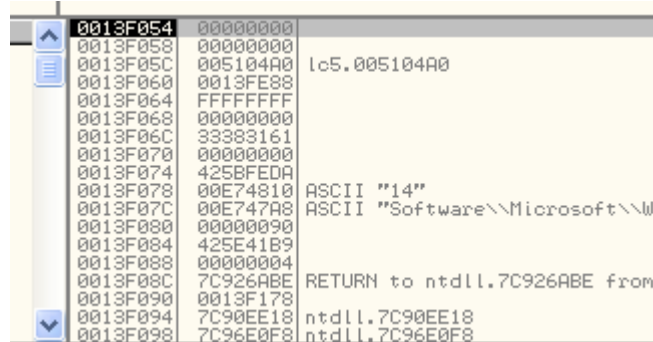 0013F054 00000000
0013F058 00000000
0013F05C 005104A0 lc5.005104A0
0013F060 0013FE88
0013F064 FFFFFFFF
0013F068 00000000
0013F06C 33383161
0013F070 00000000
0013F074 425BFEDA
0013F078 00E74810 ASCII "14"
0013F07C 00E747A8 ASCII "Software\\Microsoft\\W
0013F080 00000090
0013F084 425E41B9
0013F088 00000004
0013F08C 7C926ABE RETURN to ntdll.7C926ABE from
0013F090 0013F178
0013F094 7C90EE18 ntdll.7C90EE18
0013F098 7C96E0F8 ntdll.7C96E0F8